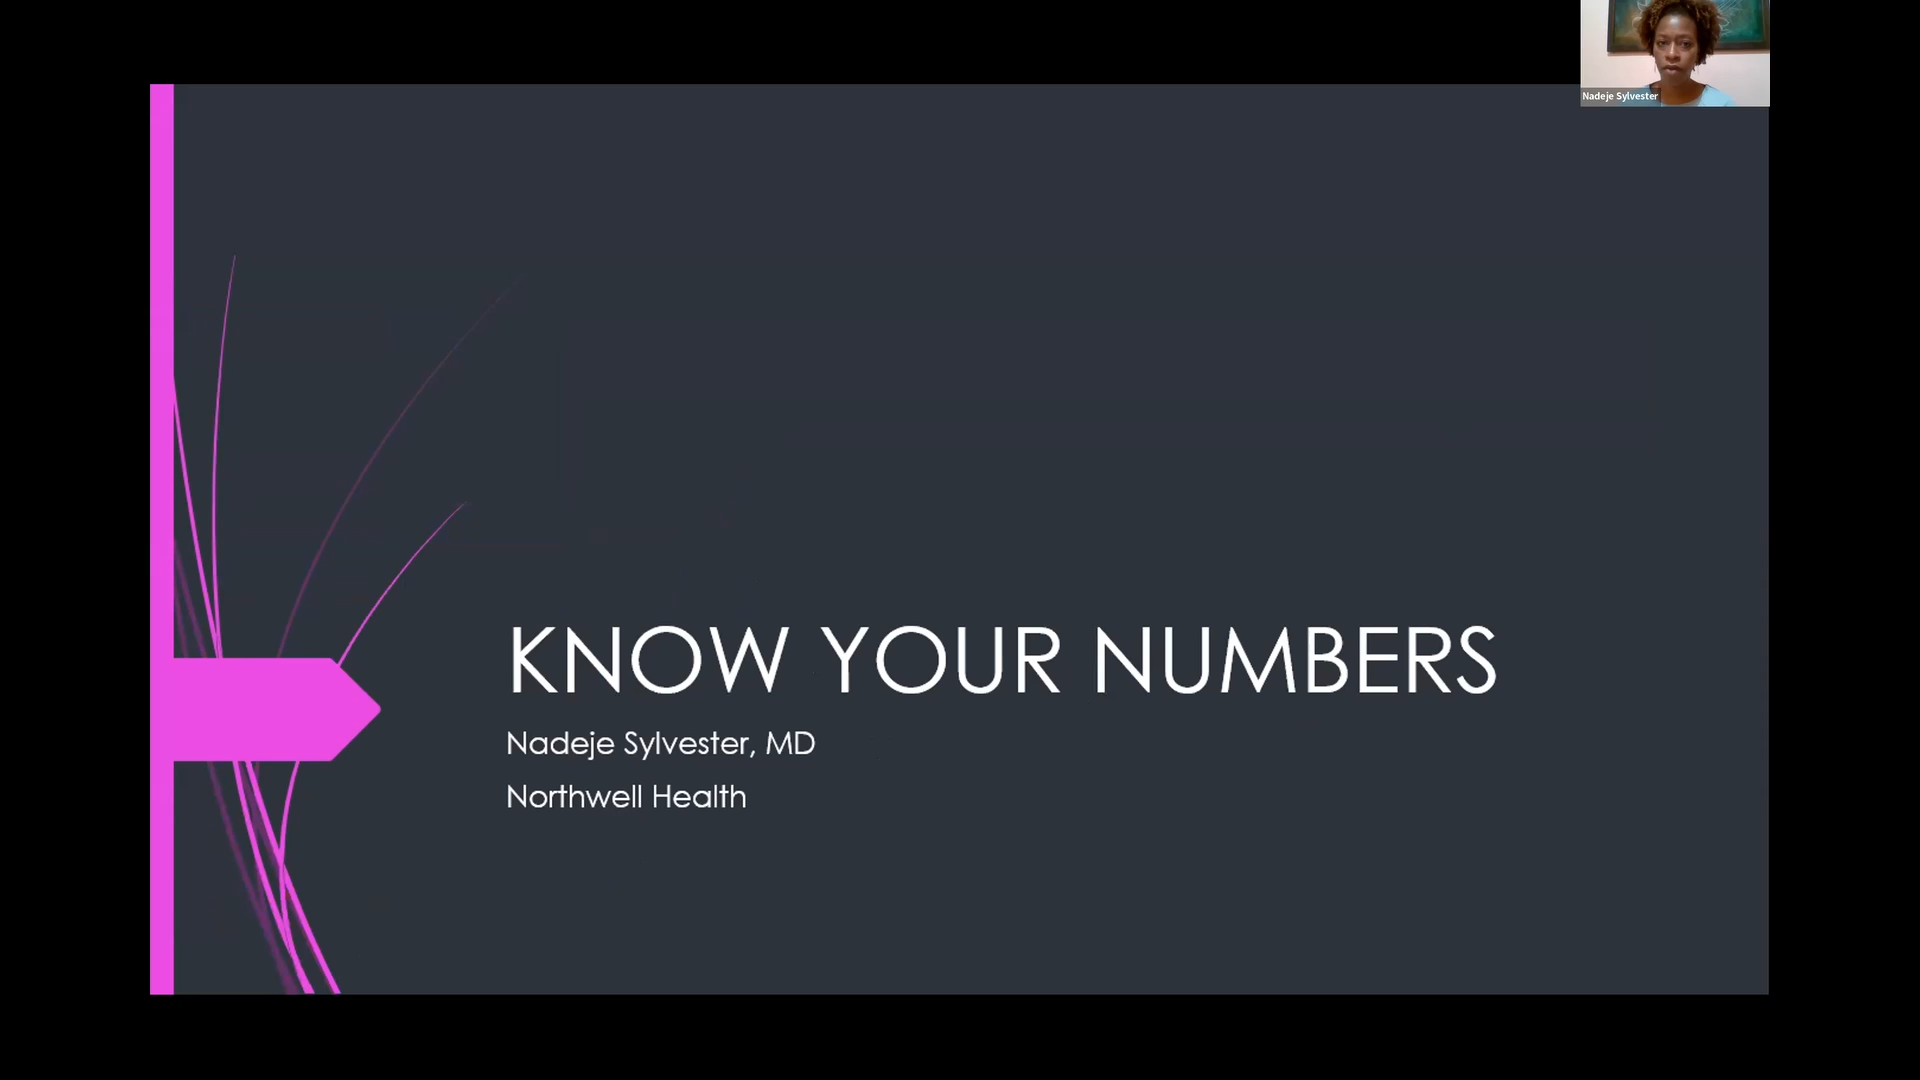 Nadeje Sylvester
KNOW YOUR NUMBERS
Nadeje Sylvester, MD
Northwell Health